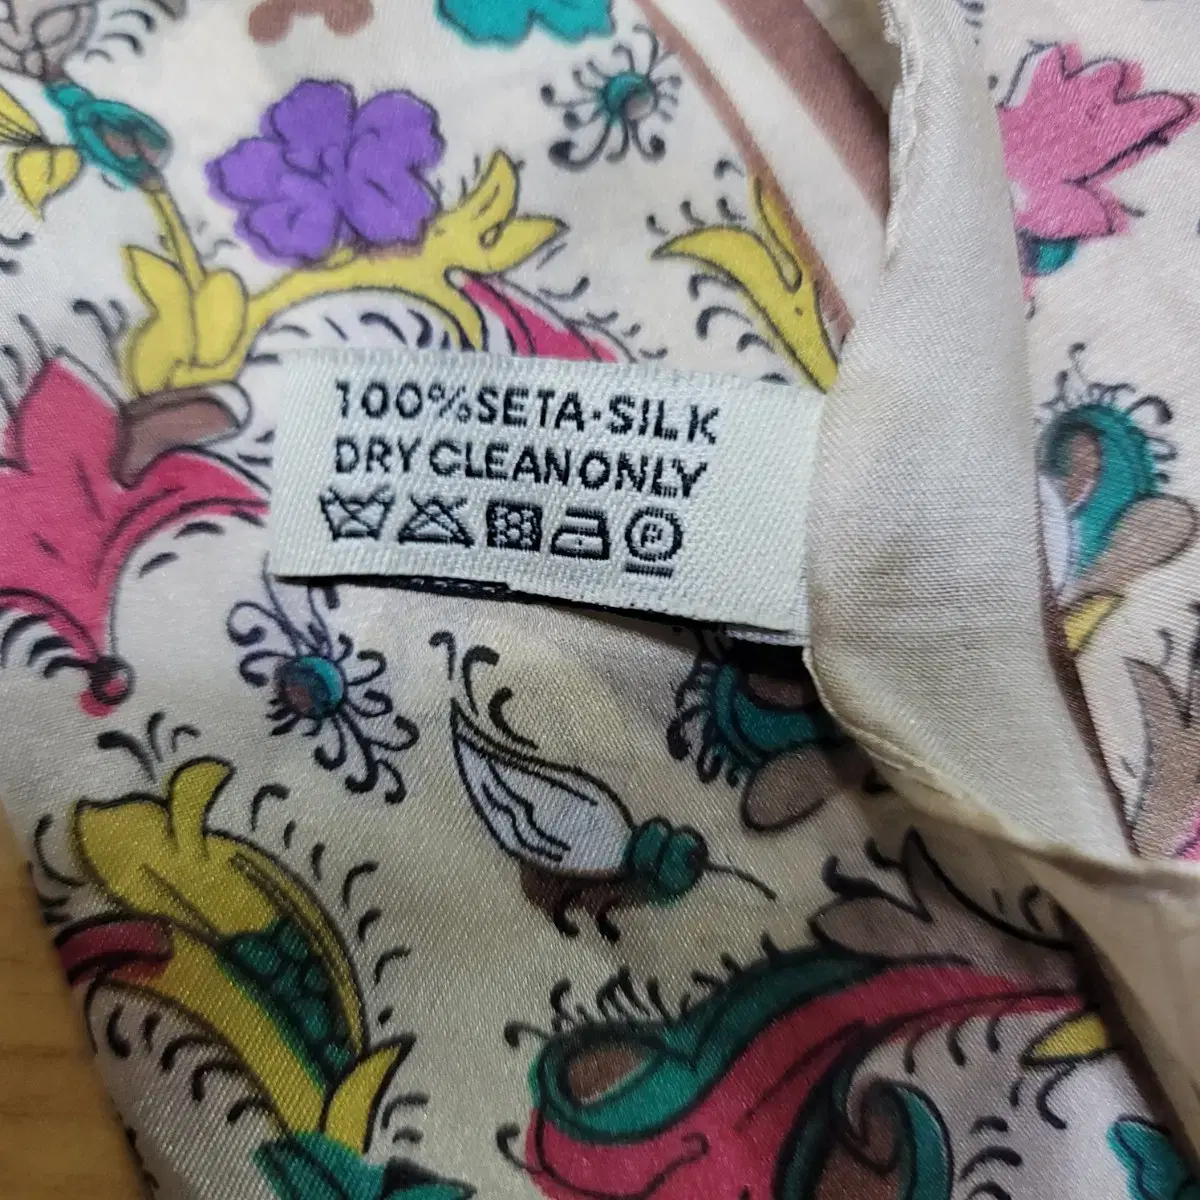 100%SETA·SILK
DRY CLEAN ONLY
P